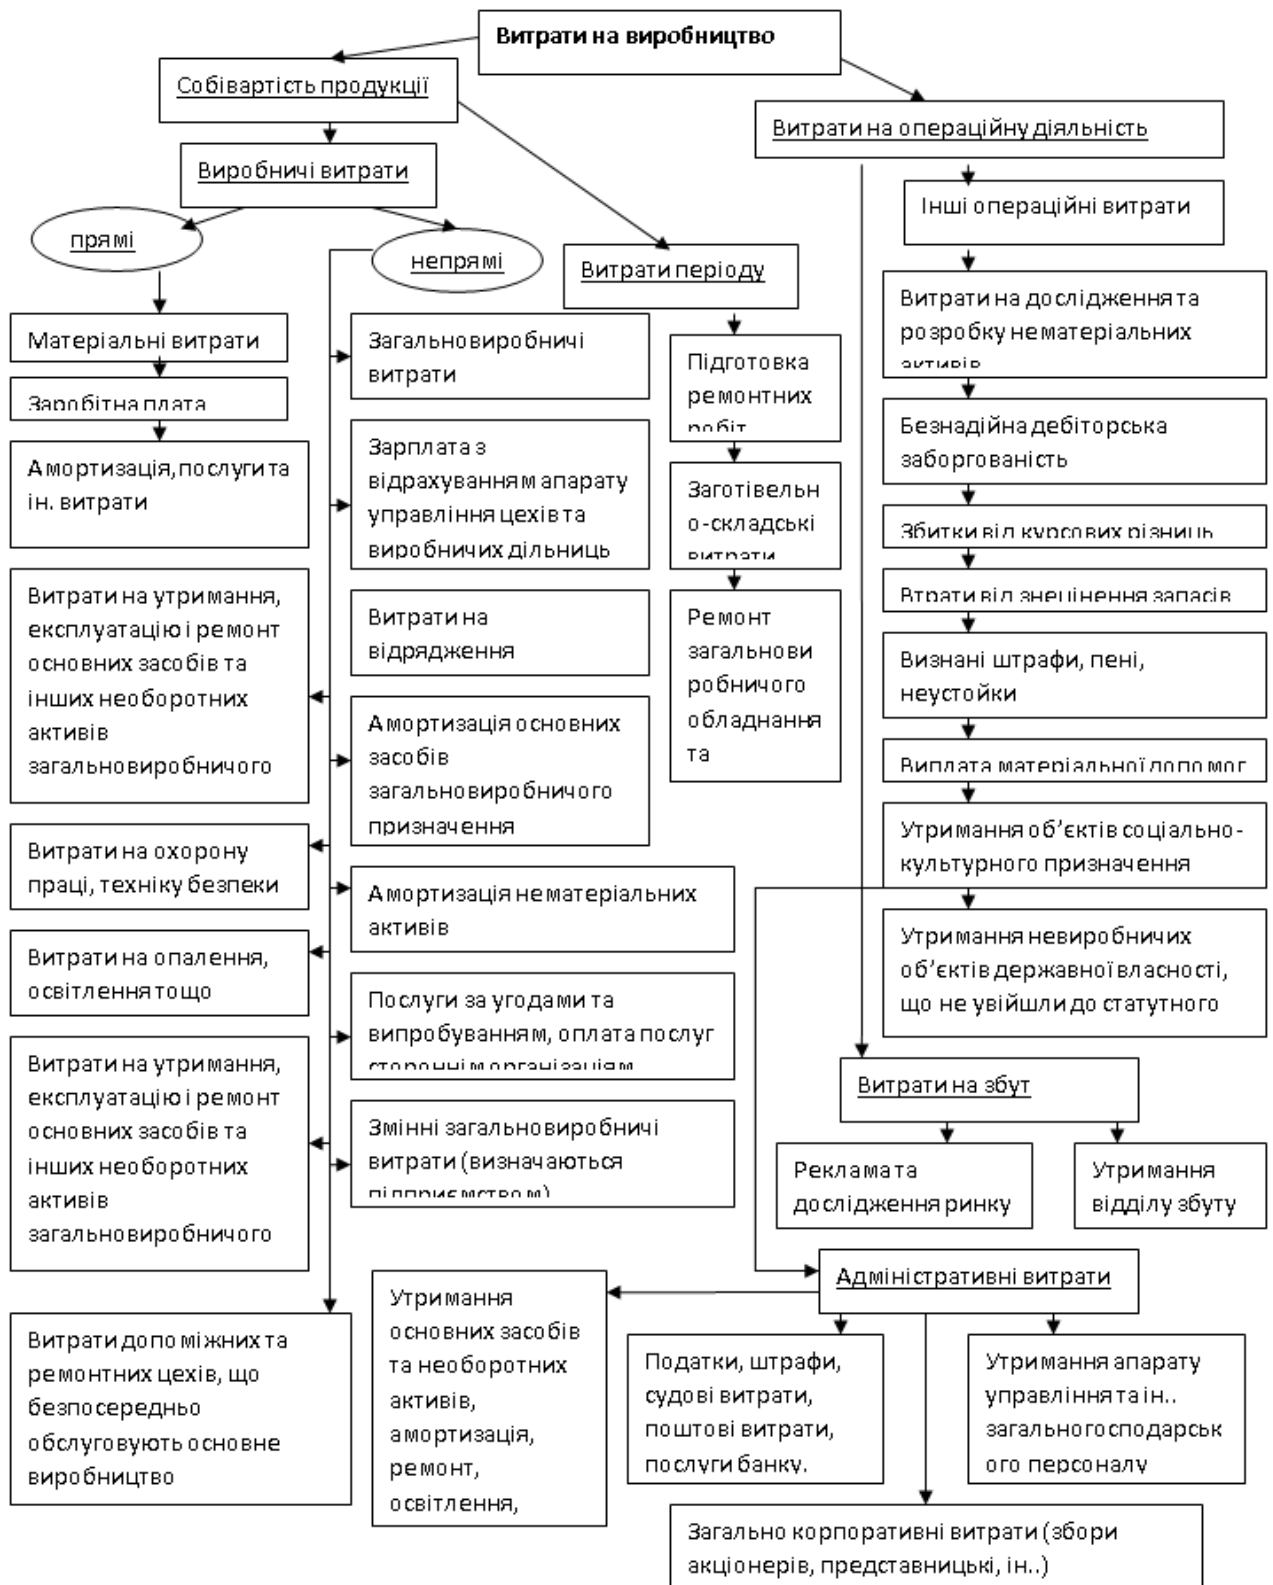 Витрати на виробництво
Собівартість продукції
Витрати на операційну діяльність
Виробничі витрати
Інші операційні витрати
прямі
непрямі
Витрати періоду
Матеріальні витрати
Заробітна плата
Амортизація, послуги та
ін. витрати
Витрати на утримання,
експлуатацію і ремонт
основних засобів та
інших необоротних
активів
загальновиробничого
Витрати на охорону
праці, техніку безпеки
Витрати на опалення,
освітлення тощо
Витрати на утримання,
експлуатацію і ремонт
основних засобів та
інших необоротних
активів
загальновиробничого
Витрати допоміжних та
ремонтних цехів, що
безпосередньо
обслуговують основне
виробництво
Загальновиробничі
витрати
Зарплата з
відрахуванням апарату
управління цехів та
виробничих дільниць
Витрати на
відрядження
Амортизація основних
засобів
загальновиробничого
призначення
Амортизація нематеріальних
активів
Послуги за угодами та
випробуванням, оплата послуг
стороннім організаціям
Змінні загальновиробничі
витрати (визначаються
підприємством)
Підготовка
ремонтних
робіт
Заготівельн
о-складські
витрати
Ремонт
загальнови
робничого
обладнання
та
Витрати на дослідження та
розробку нематеріальних
активів
Безнадійна дебіторська
заборгованість
Збитки від курсових різниць
Втрати від знецінення запасів
Визнані штрафи, пені,
неустойки
Виплата матеріальної допомог
Утримання об’єктів соціально-
культурного призначення
Утримання невиробничих
об’єктів державної власності,
що не увійшли до статутного
Витрати на збут
Реклама та
дослідження ринку
Утримання
відділу збуту
Адміністративні витрати
Утримання
основних засобів
та необоротних
активів,
амортизація,
ремонт,
освітлення,
Податки, штрафи,
судові витрати,
поштові витрати,
послуги банку.
Утримання апарату
управління та ін..
загальногосподарськ
ого персоналу
Загально корпоративні витрати (збори
акціонерів, представницькі, ін..)